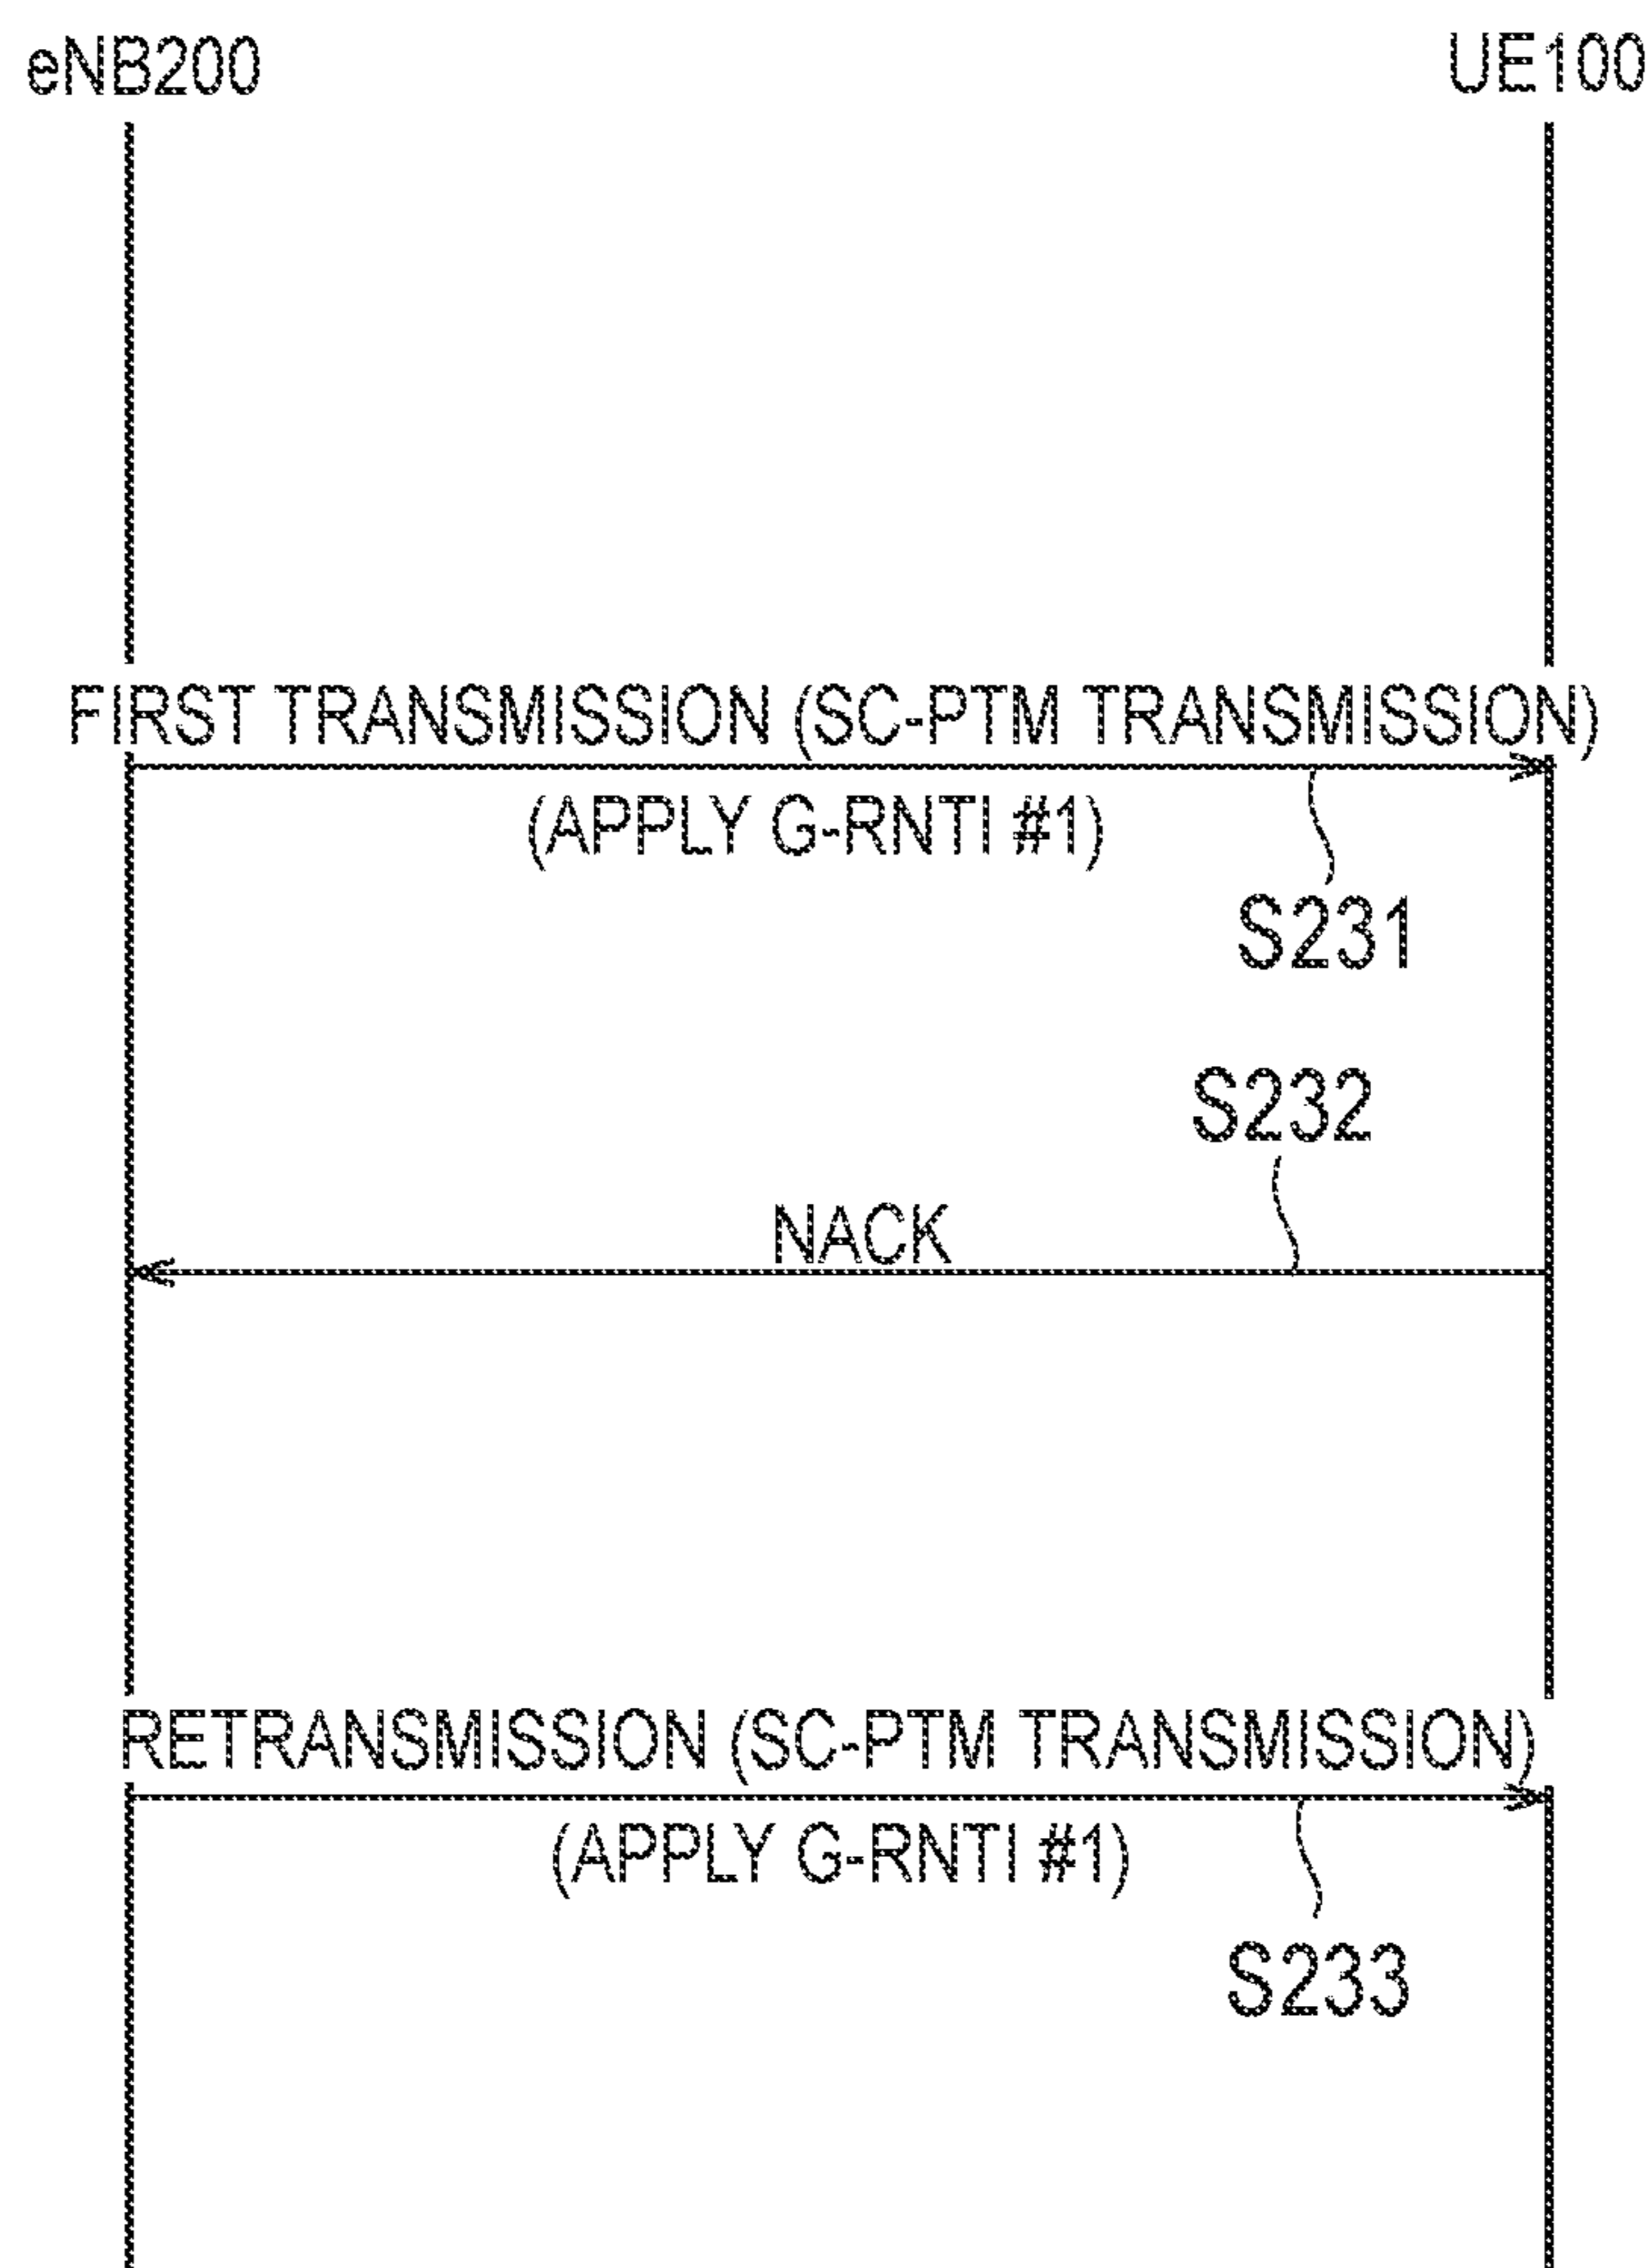 eNB200 UE100
FIRST TRANSMISSION (SC-PTM TRANSMISSION)
(APPLY G-RNTI #1)
S231
S232
NACK
RETRANSMISSION (SC-PTM TRANSMISSION)
(APPLY G-RNTI #1)
S233